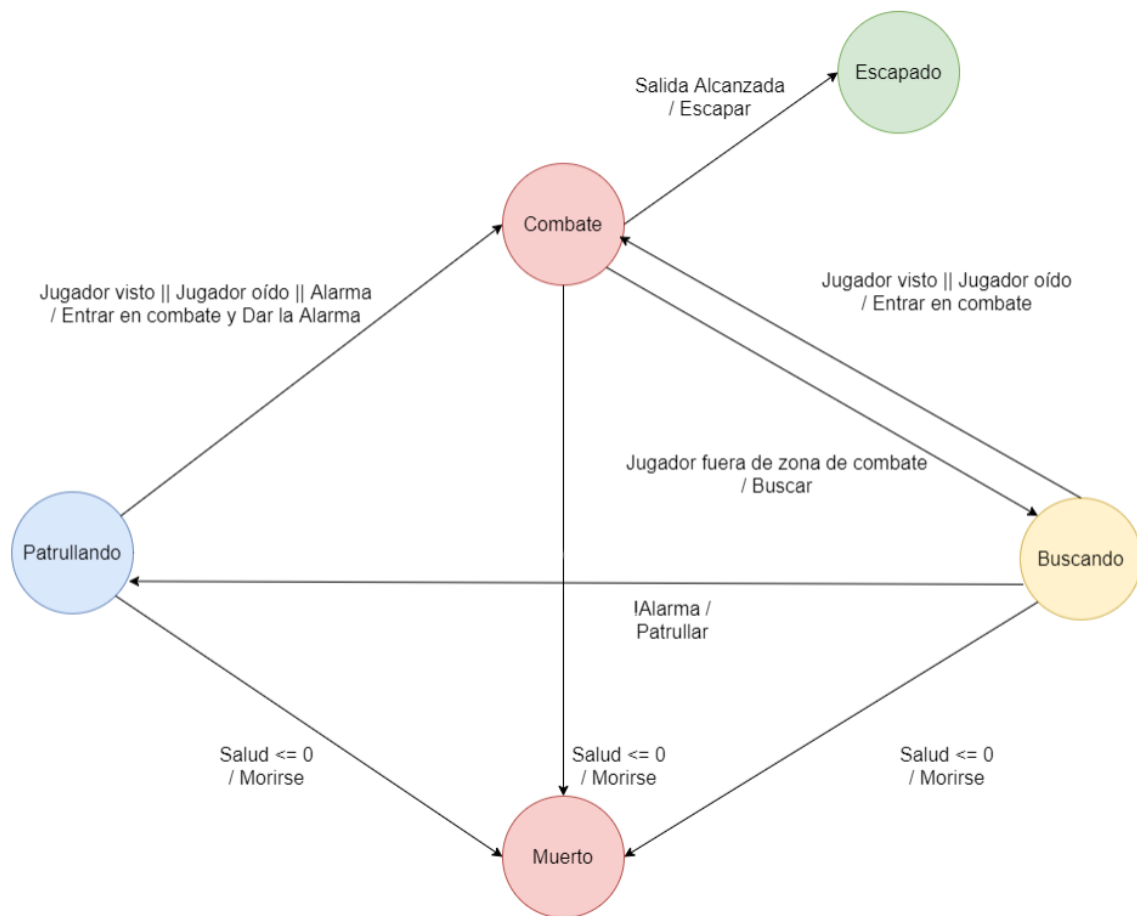 Escapado
Salida Alcanzada
/ Escapar
Combate
Jugador visto || Jugador oído || Alarma
/ Entrar en combate y Dar la Alarma
Jugador visto || Jugador oído
/ Entrar en combate
Jugador fuera de zona de combate
/ Buscar
Patrullando
Buscando
!Alarma /
Patrullar
Salud <= 0
/ Morirse
Salud <= 0
/ Morirse
Salud <= 0
/ Morirse
Muerto